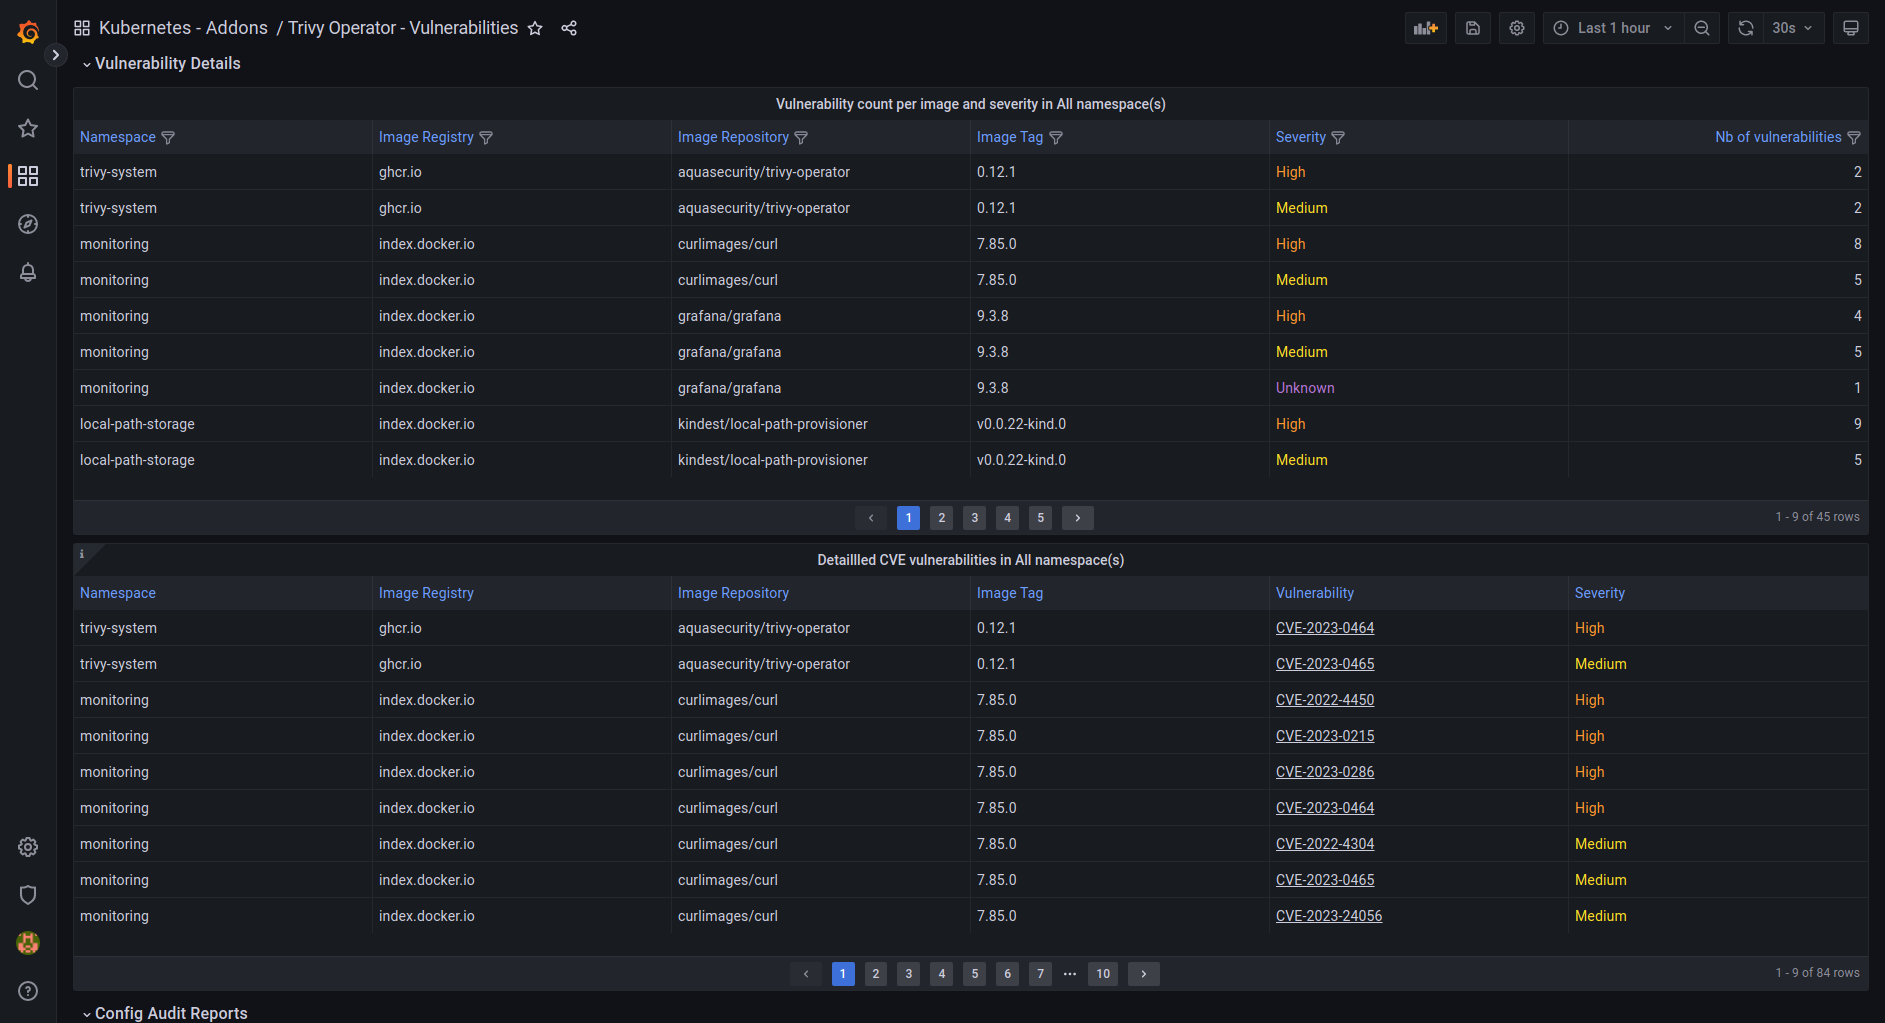 Kubernetes - Addons / Trivy Operator - Vulnerabilities
Last 1 hour
30s
Vulnerability Details
Vulnerability count per image and severity in All namespace(s)
Namespace Image Registry Image Repository Image Tag Severity Nb of vulnerabilities
trivy-system ghcr.io aquasecurity/trivy-operator 0.12.1 High 2
trivy-system ghcr.io aquasecurity/trivy-operator 0.12.1 Medium 2
monitoring index.docker.io curlimages/curl 7.85.0 High 8
monitoring index.docker.io curlimages/curl 7.85.0 Medium 5
monitoring index.docker.io grafana/grafana 9.3.8 High 4
monitoring index.docker.io grafana/grafana 9.3.8 Medium 5
monitoring index.docker.io grafana/grafana 9.3.8 Unknown 1
local-path-storage index.docker.io kindest/local-path-provisioner v0.0.22-kind.0 High 9
local-path-storage index.docker.io kindest/local-path-provisioner v0.0.22-kind.0 Medium 5
1 2 3 4 5
1 - 9 of 45 rows
i
Detaillled CVE vulnerabilities in All namespace(s)
Namespace Image Registry Image Repository Image Tag Vulnerability Severity
trivy-system ghcr.io aquasecurity/trivy-operator 0.12.1 CVE-2023-0464 High
trivy-system ghcr.io aquasecurity/trivy-operator 0.12.1 CVE-2023-0465 Medium
monitoring index.docker.io curlimages/curl 7.85.0 CVE-2022-4450 High
monitoring index.docker.io curlimages/curl 7.85.0 CVE-2023-0215 High
monitoring index.docker.io curlimages/curl 7.85.0 CVE-2023-0286 High
monitoring index.docker.io curlimages/curl 7.85.0 CVE-2023-0464 High
monitoring index.docker.io curlimages/curl 7.85.0 CVE-2022-4304 Medium
monitoring index.docker.io curlimages/curl 7.85.0 CVE-2023-0465 Medium
monitoring index.docker.io curlimages/curl 7.85.0 CVE-2023-24056 Medium
1 2 3 4 5 6 7 ··· 10
1 - 9 of 84 rows
Config Audit Reports